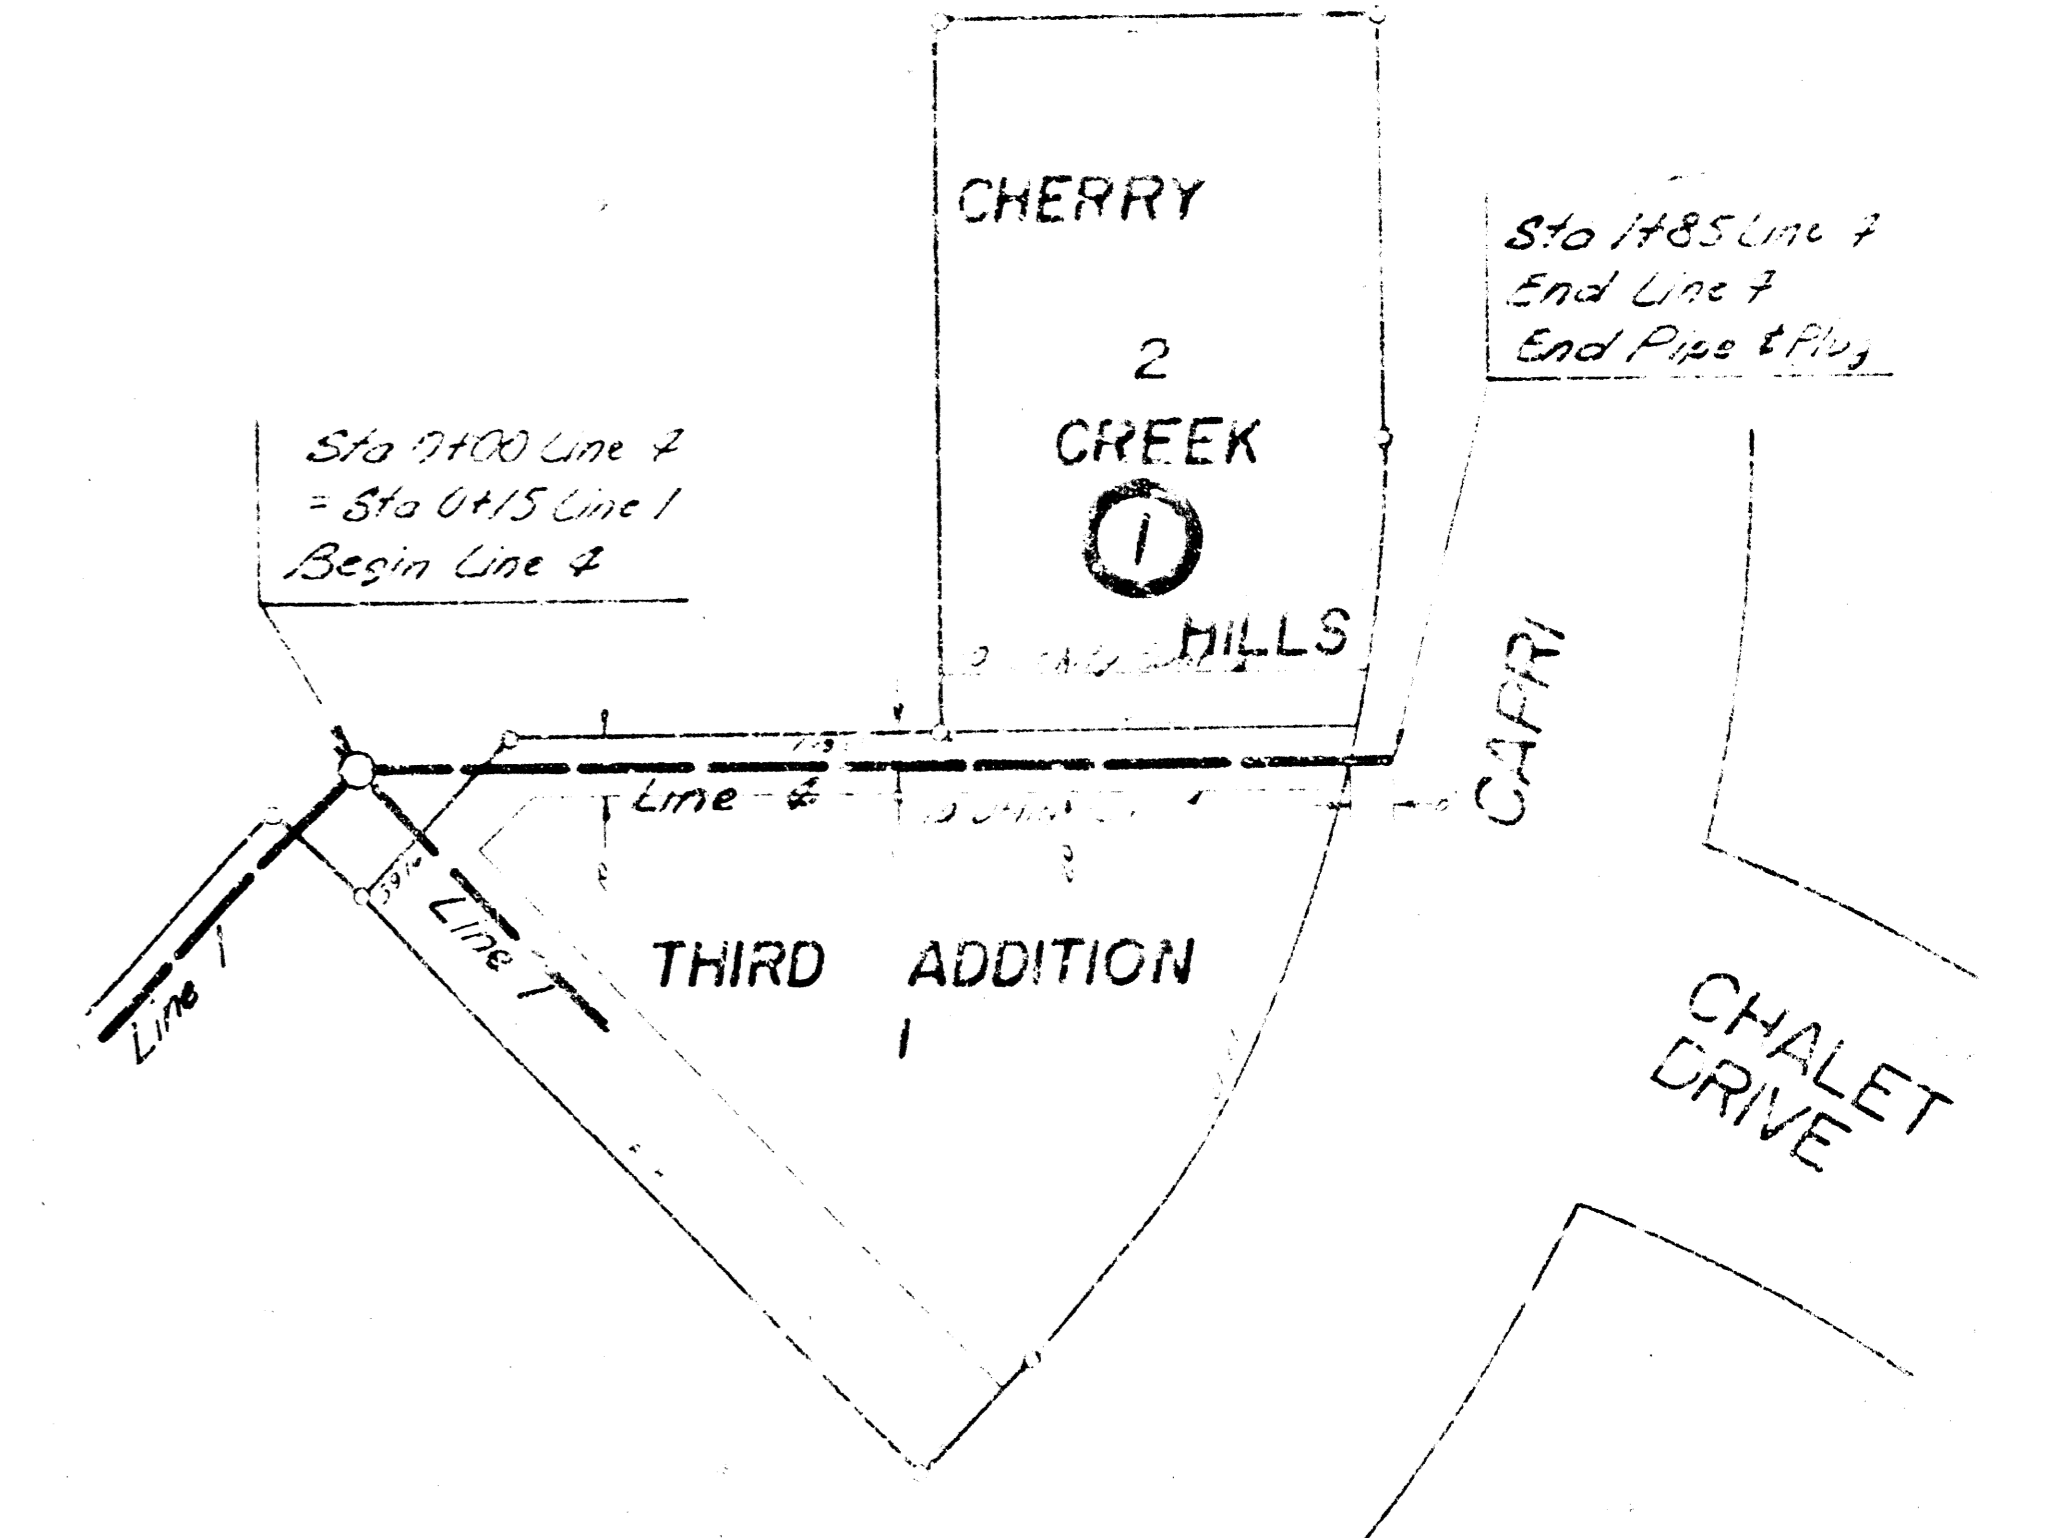 CHERRY
2
CREEK
1
HILLS
Sta 1+85 Line 4
End Line 4
End Pipe & Plug
Sta 0+00 Line 4
= Sta 0+15 Line 1
Begin Line 4
CAPRI
Line 4
Line 1
Line 1
THIRD ADDITION
1
CHALET
DRIVE